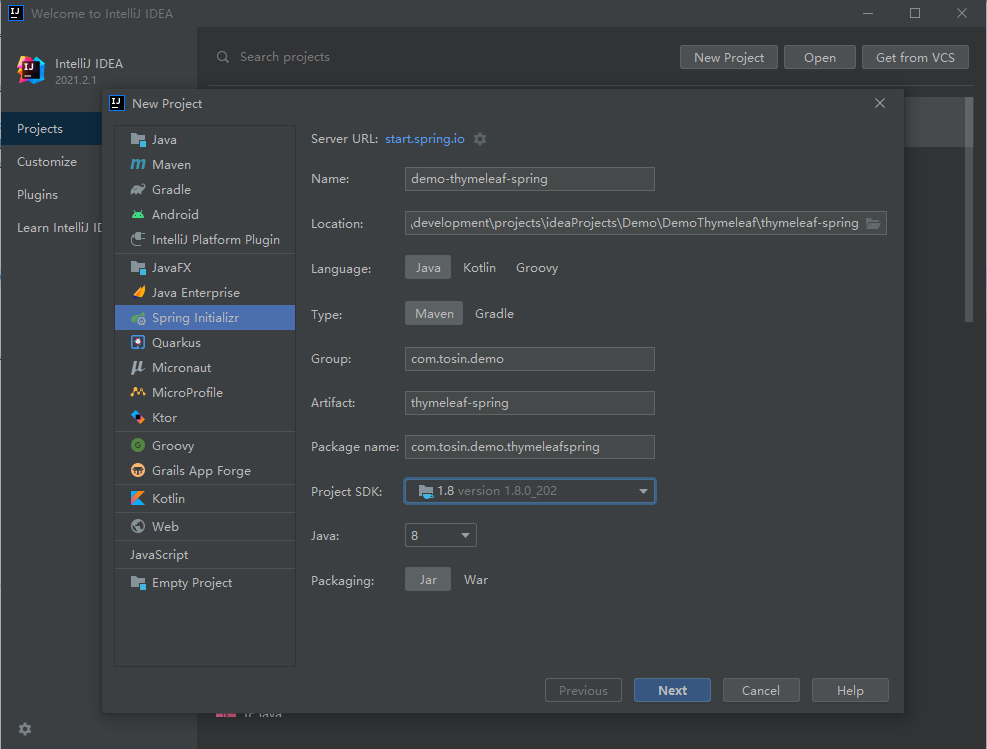 Welcome to IntelliJ IDEA
IntelliJ IDEA
2021.2.1
Search projects
New Project
Open
Get from VCS
Projects
Customize
Plugins
Learn IntelliJ ID
New Project
Java
Maven
Gradle
Android
IntelliJ Platform Plugin
JavaFX
Java Enterprise
Spring Initializr
Quarkus
Micronaut
MicroProfile
Ktor
Groovy
Grails App Forge
Kotlin
Web
JavaScript
Empty Project
Server URL: start.spring.io
Name: demo-thymeleaf-spring
Location: development\projects\ideaProjects\Demo\DemoThymeleaf\thymeleaf-spring
Language: Java Kotlin Groovy
Type: Maven Gradle
Group: com.tosin.demo
Artifact: thymeleaf-spring
Package name: com.tosin.demo.thymeleafspring
Project SDK: 1.8 version 1.8.0_202
Java: 8
Packaging: Jar War
Previous
Next
Cancel
Help